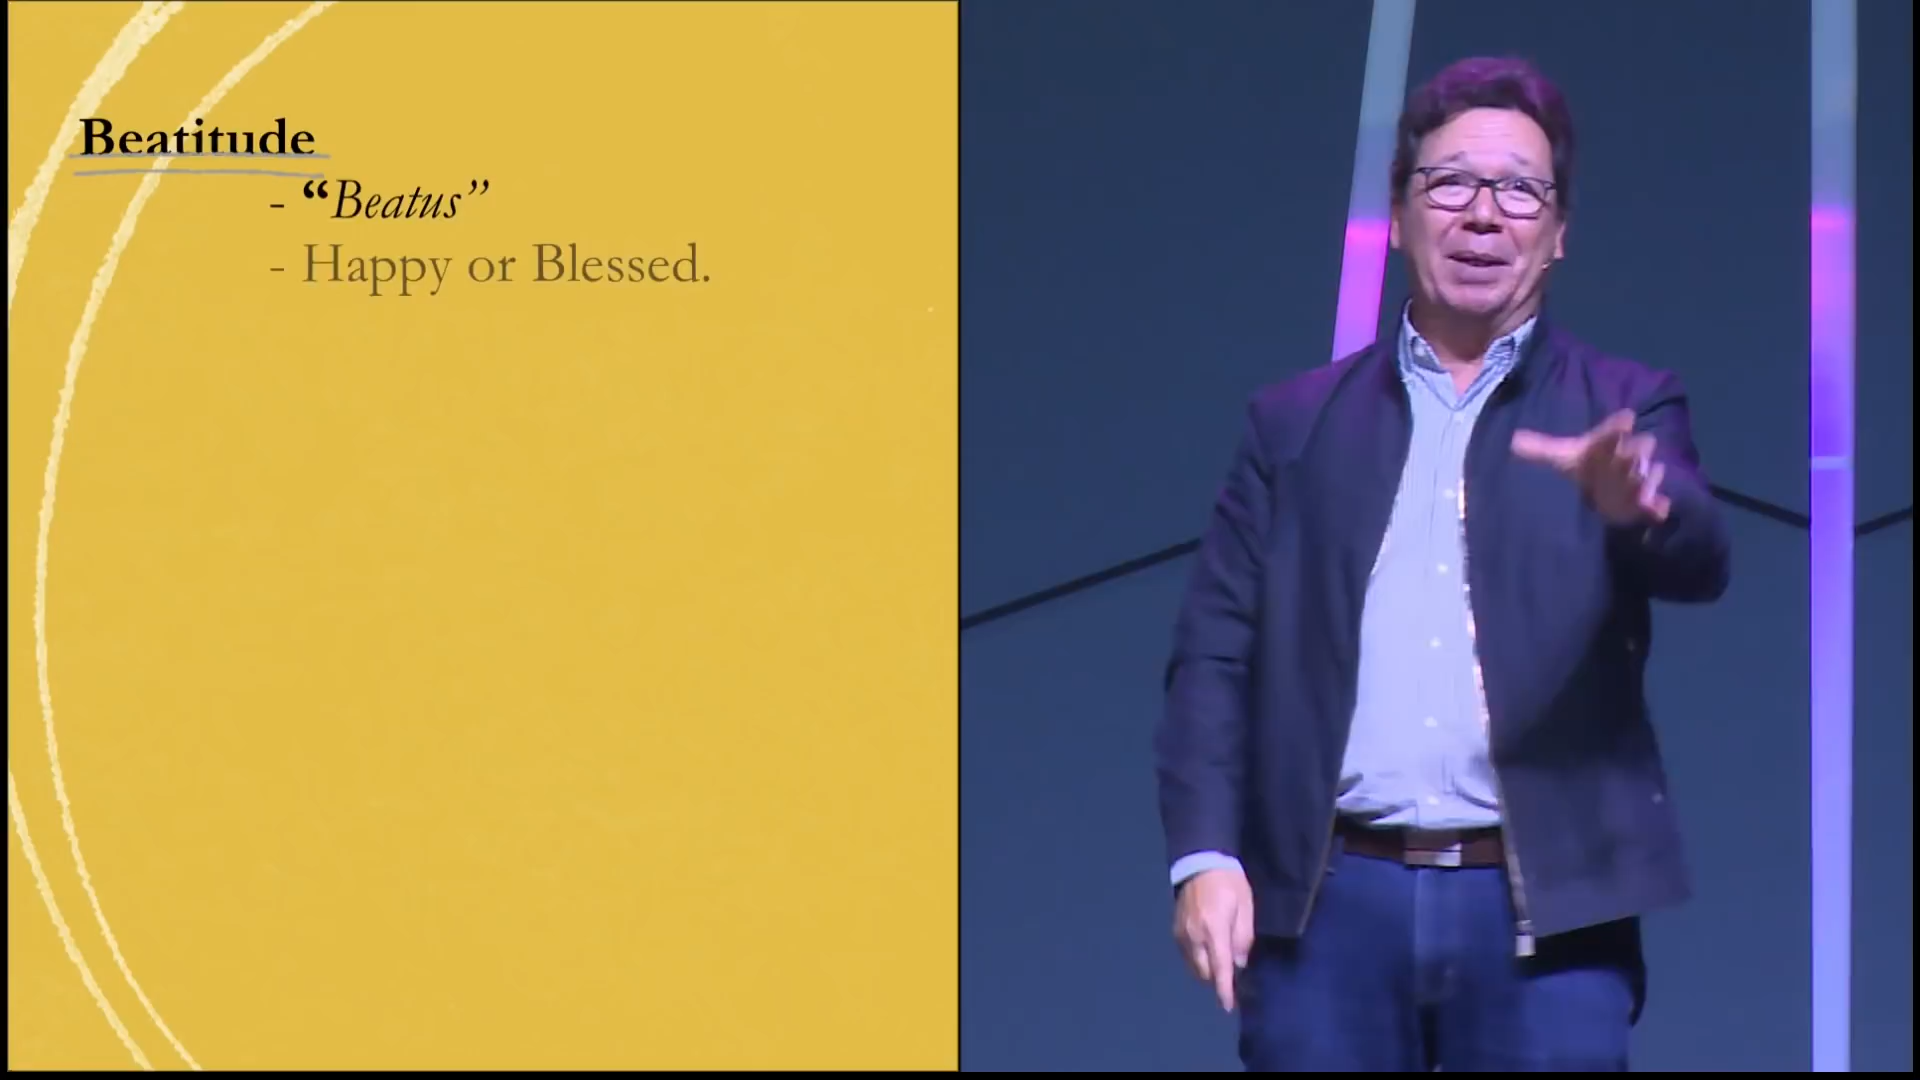 Beatitude
- “Beatus”
- Happy or Blessed.